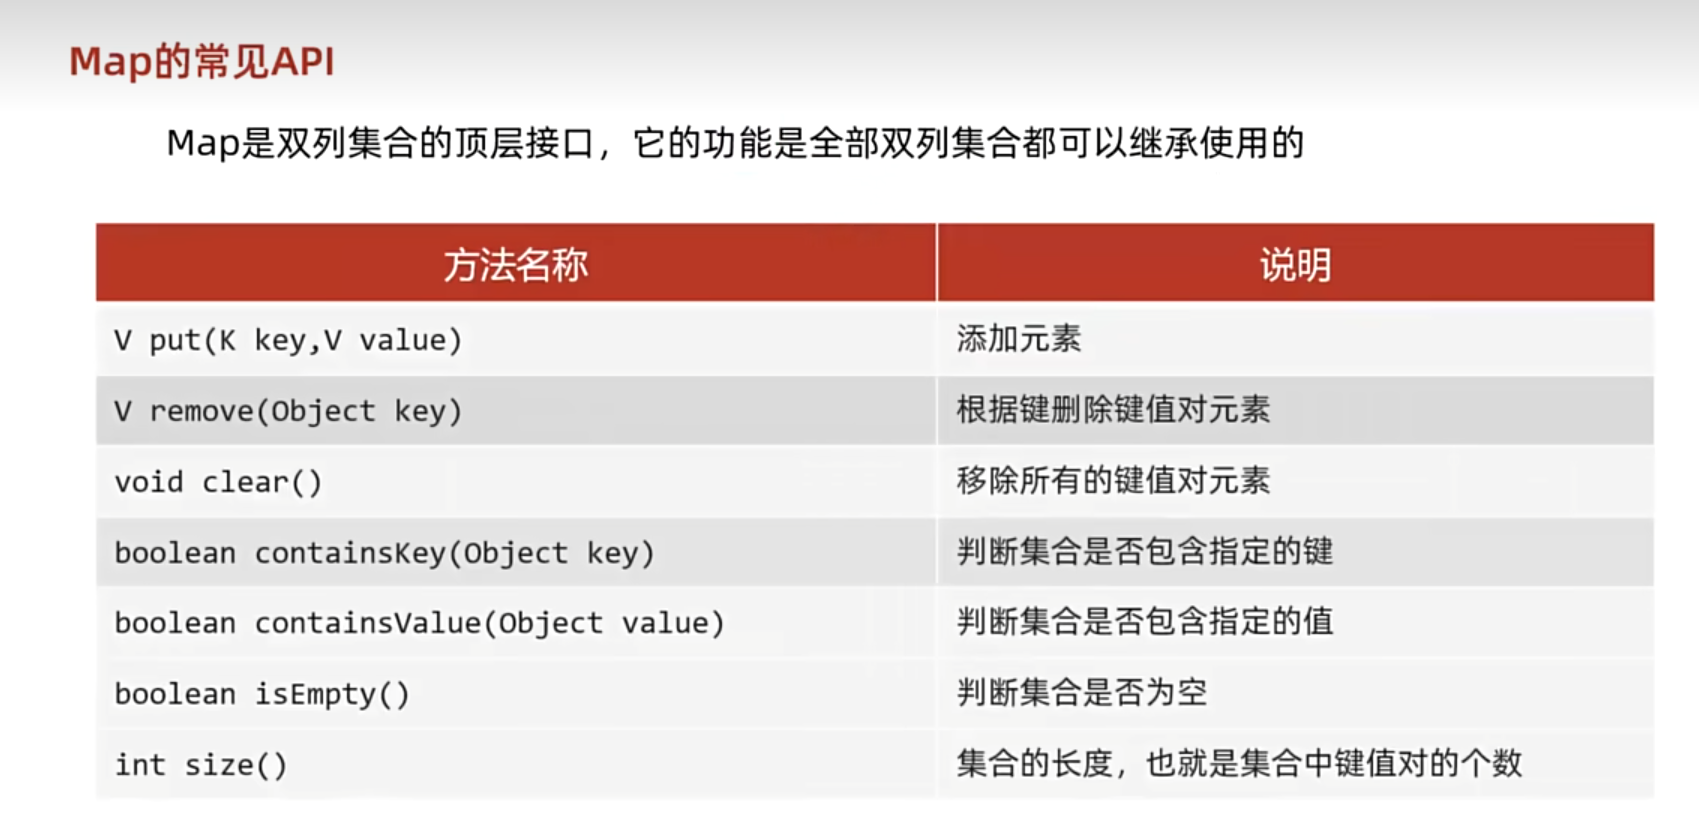 Map的常见API
Map是双列集合的顶层接口，它的功能是全部双列集合都可以继承使用的
方法名称 说明
V put(K key,V value) 添加元素
V remove(Object key) 根据键删除键值对元素
void clear() 移除所有的键值对元素
boolean containsKey(Object key) 判断集合是否包含指定的键
boolean containsValue(Object value) 判断集合是否包含指定的值
boolean isEmpty() 判断集合是否为空
int size() 集合的长度，也就是集合中键值对的个数